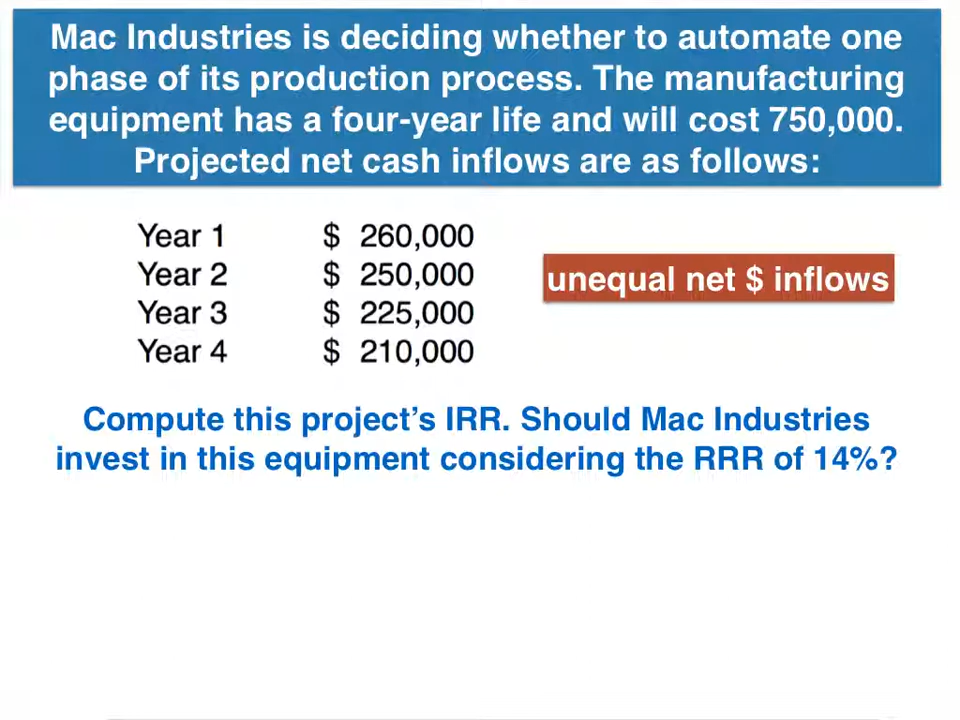 Mac Industries is deciding whether to automate one
phase of its production process. The manufacturing
equipment has a four-year life and will cost 750,000.
Projected net cash inflows are as follows:
Year 1 $ 260,000
Year 2 $ 250,000
Year 3 $ 225,000
Year 4 $ 210,000
unequal net $ inflows
Compute this project’s IRR. Should Mac Industries
invest in this equipment considering the RRR of 14%?